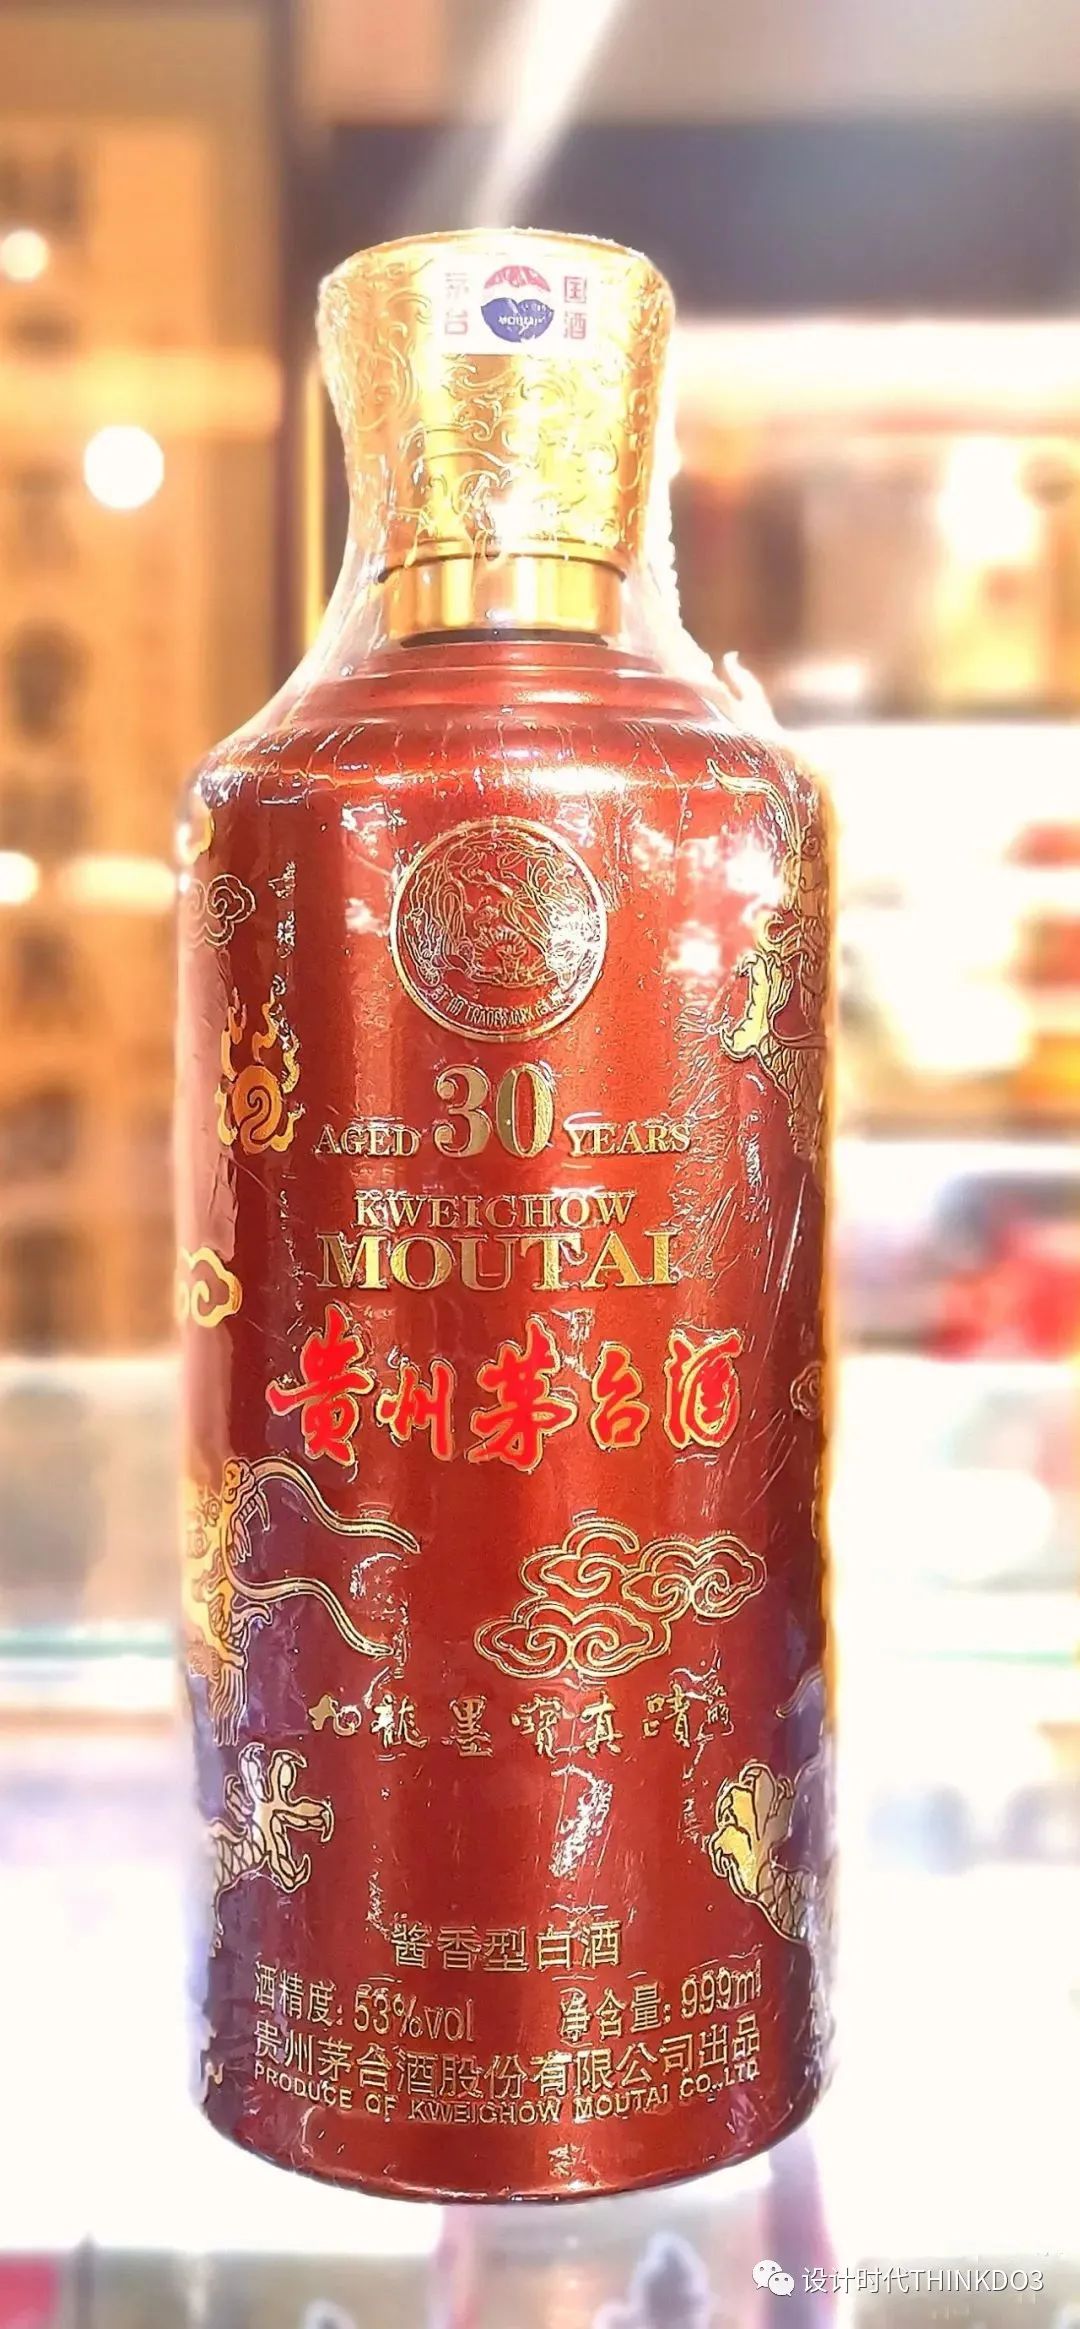 茅台
国酒
AGED 30 YEARS
KWEICHOW
MOUTAI
贵州茅台酒
九龍墨寶真蹟
酱香型白酒
酒精度: 53%vol 净含量: 999ml
贵州茅台酒股份有限公司出品
PRODUCE OF KWEICHOW MOUTAI CO.,LTD.
设计时代THINKDO3